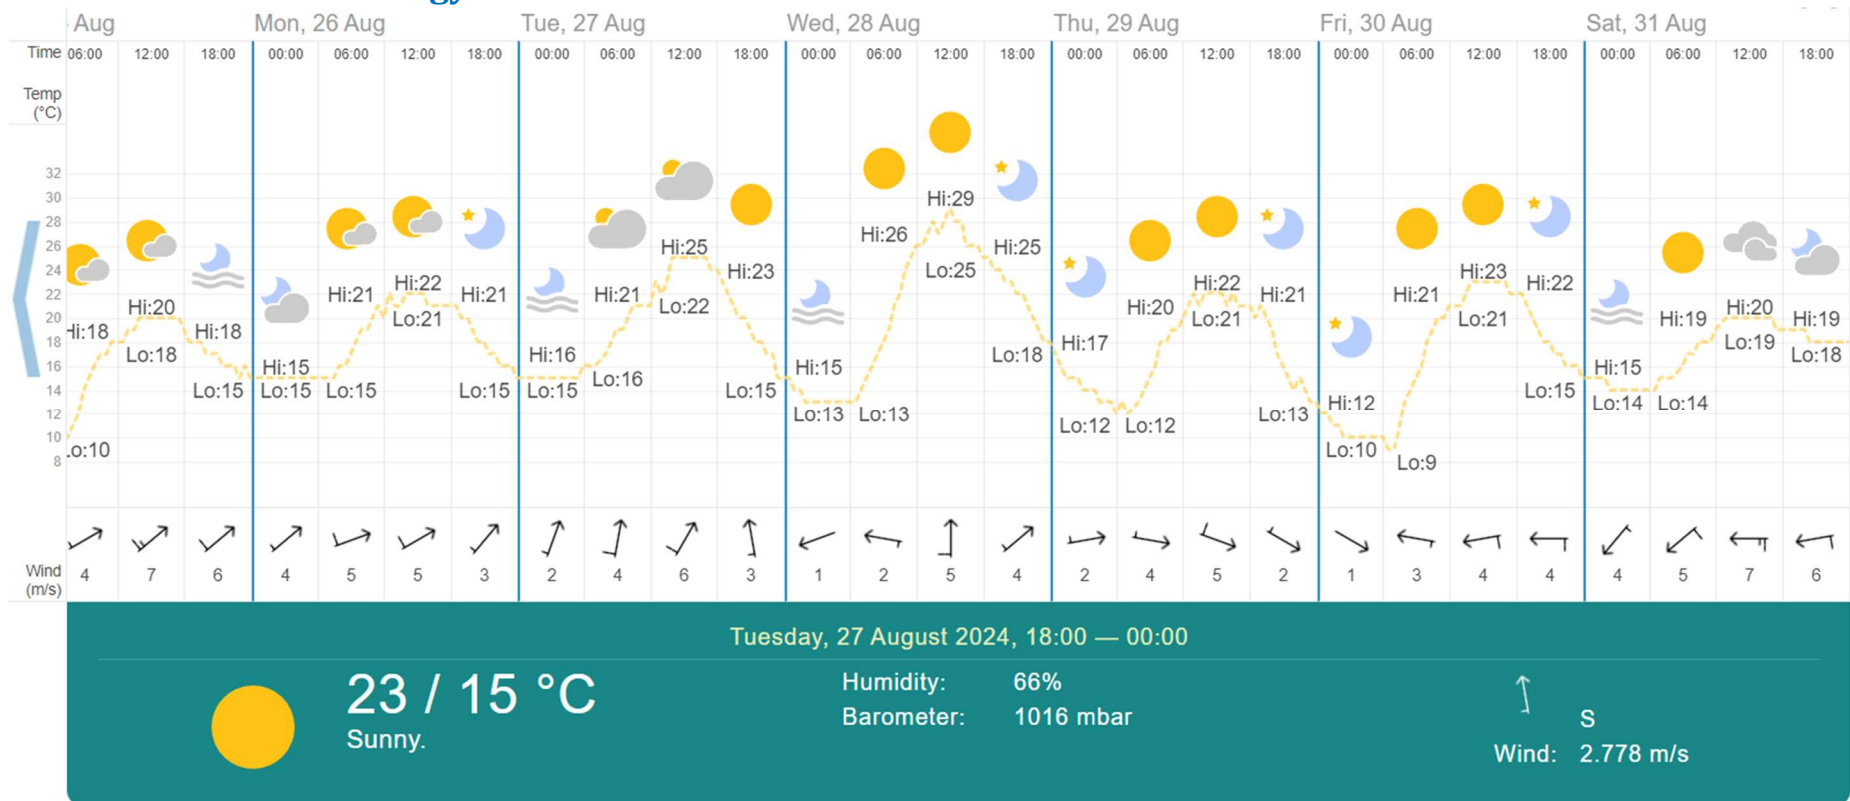 gy
Aug Mon, 26 Aug Tue, 27 Aug Wed, 28 Aug Thu, 29 Aug Fri, 30 Aug Sat, 31 Aug
Time 06:00 12:00 18:00 00:00 06:00 12:00 18:00 00:00 06:00 12:00 18:00 00:00 06:00 12:00 18:00 00:00 06:00 12:00 18:00 00:00 06:00 12:00 18:00 00:00 06:00 12:00 18:00
Temp
(°C)
32
30
28
26
24
22
20
18
16
14
12
10
8
Hi:18 Hi:20 Hi:18 Hi:15 Hi:21 Hi:22 Hi:21 Hi:16 Hi:21 Hi:25 Hi:23 Hi:15 Hi:26 Hi:29 Hi:25 Hi:17 Hi:20 Hi:22 Hi:21 Hi:12 Hi:21 Hi:23 Hi:22 Hi:15 Hi:19 Hi:20 Hi:19
Lo:10 Lo:18 Lo:15 Lo:15 Lo:15 Lo:21 Lo:15 Lo:15 Lo:16 Lo:22 Lo:15 Lo:13 Lo:13 Lo:25 Lo:18 Lo:12 Lo:12 Lo:21 Lo:13 Lo:10 Lo:9 Lo:21 Lo:15 Lo:14 Lo:14 Lo:19 Lo:18
Wind
(m/s)
4 7 6 4 5 5 3 2 4 6 3 1 2 5 4 2 4 5 2 1 3 4 4 4 5 7 6
Tuesday, 27 August 2024, 18:00 — 00:00
23 / 15 °C
Sunny.
Humidity: 66%
Barometer: 1016 mbar
S
Wind: 2.778 m/s